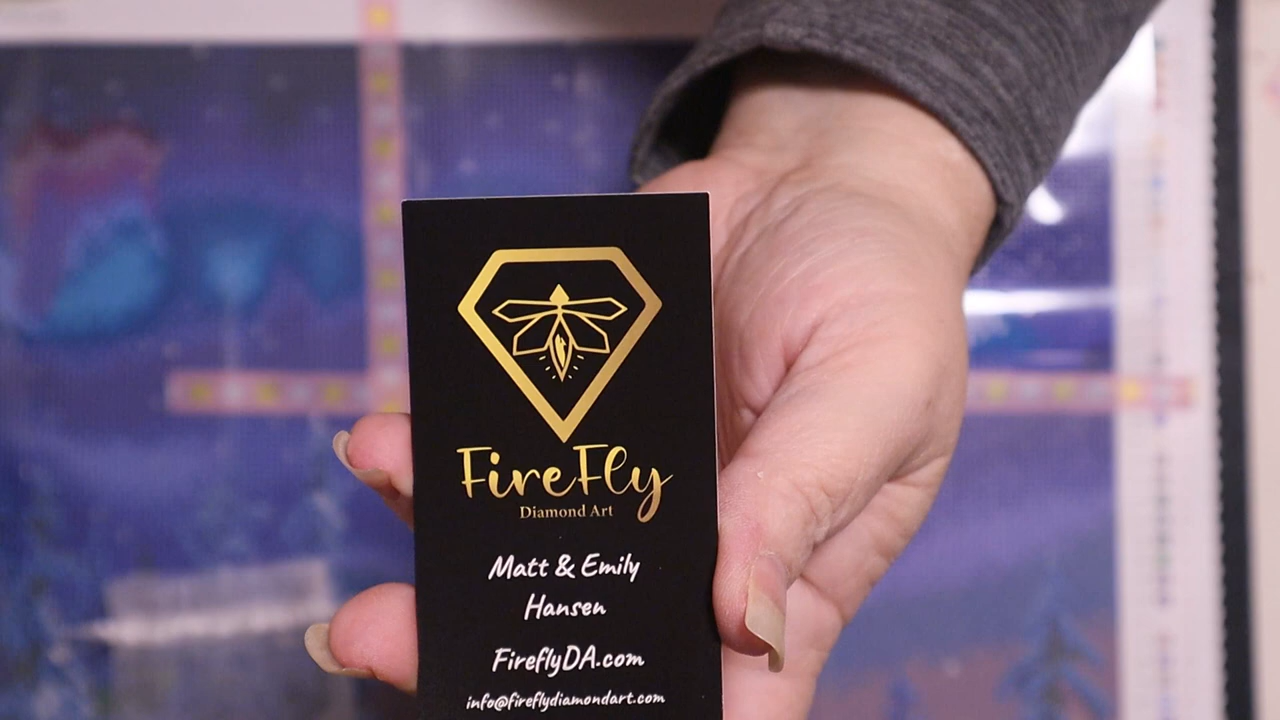 FireFly
Diamond Art
Matt & Emily
Hansen
FireflyDA.com
info@fireflydiamondart.com